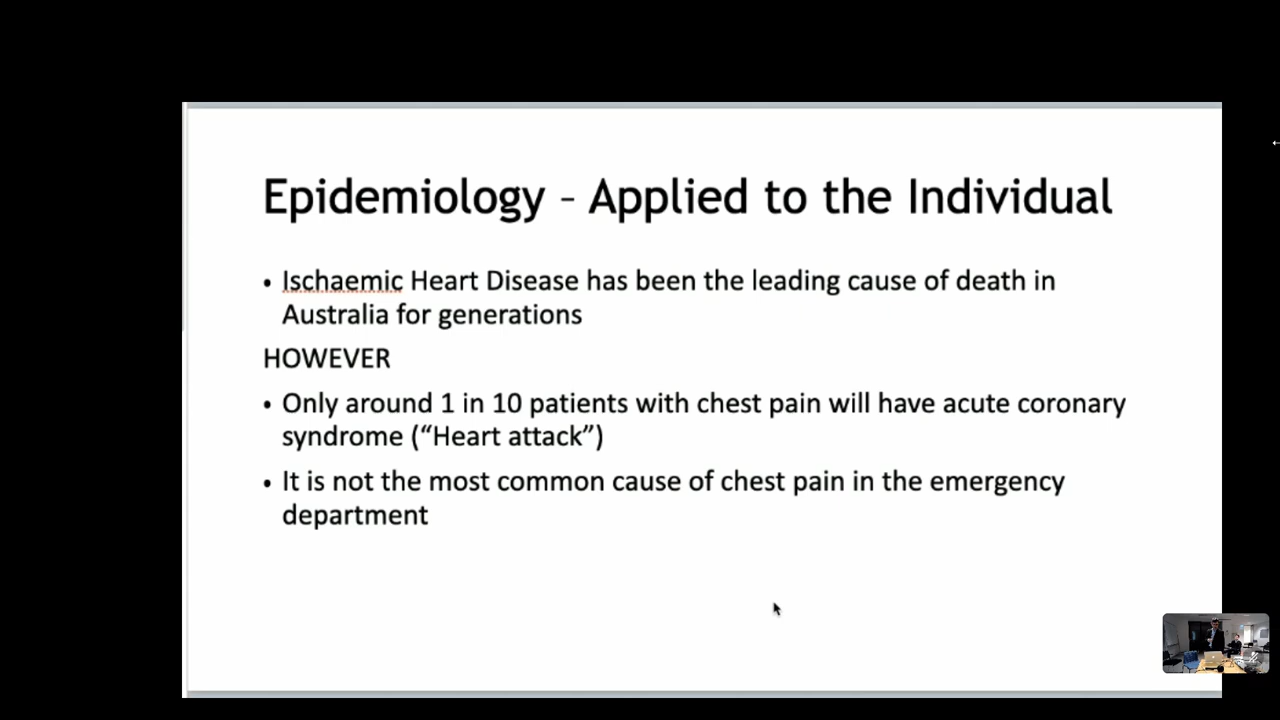 Epidemiology – Applied to the Individual
• Ischaemic Heart Disease has been the leading cause of death in
Australia for generations
HOWEVER
• Only around 1 in 10 patients with chest pain will have acute coronary
syndrome (“Heart attack”)
• It is not the most common cause of chest pain in the emergency
department